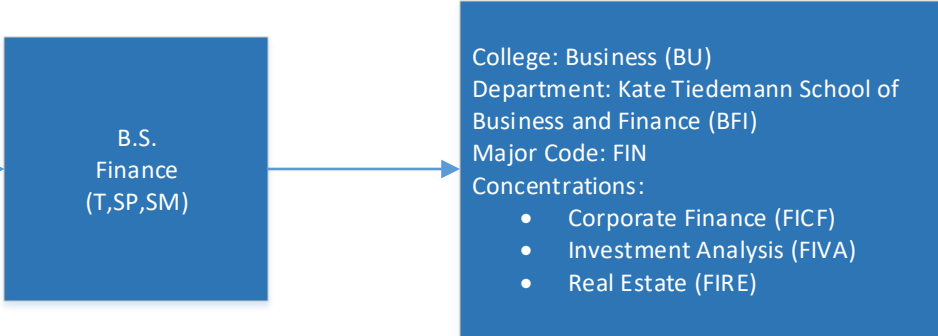 B.S.
Finance
(T,SP,SM)
College: Business (BU)
Department: Kate Tiedemann School of
Business and Finance (BFI)
Major Code: FIN
Concentrations:
• Corporate Finance (FICF)
• Investment Analysis (FIVA)
• Real Estate (FIRE)